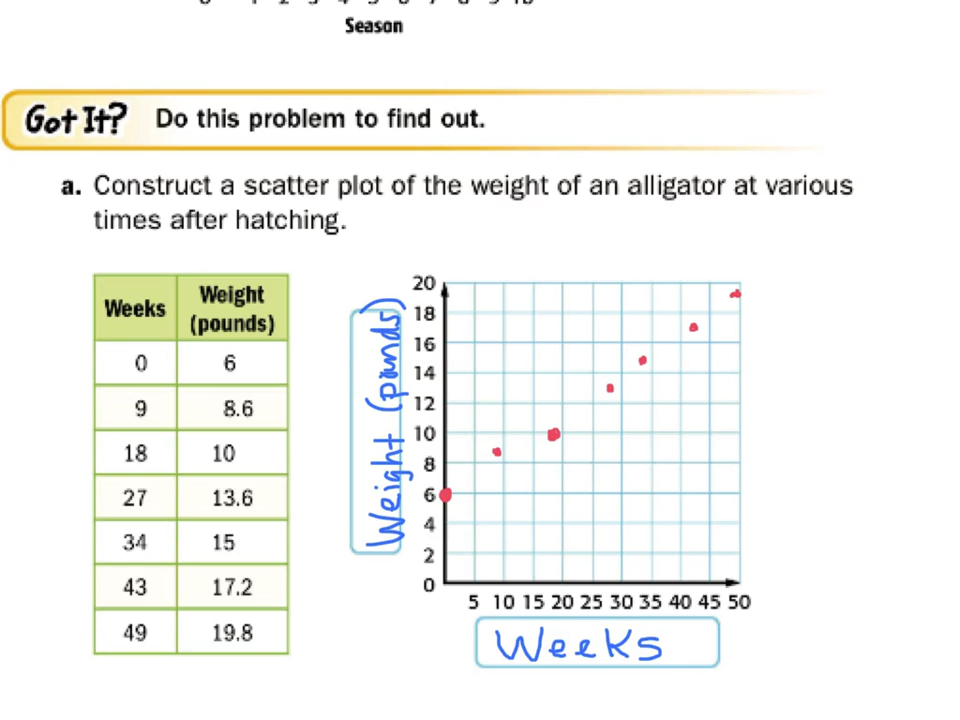 Season
Got It? Do this problem to find out.
a. Construct a scatter plot of the weight of an alligator at various
times after hatching.
Weeks Weight (pounds)
0 6
9 8.6
18 10
27 13.6
34 15
43 17.2
49 19.8
Weight (pounds)
20
18
16
14
12
10
8
6
4
2
0
5 10 15 20 25 30 35 40 45 50
Weeks